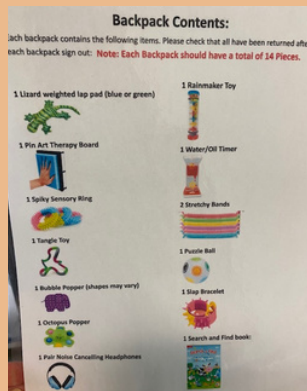 Backpack Contents:
Each backpack contains the following items. Please check that all have been returned afte
each backpack sign out: Note: Each Backpack should have a total of 14 Pieces.
1 Lizard weighted lap pad (blue or green)
1 Pin Art Therapy Board
1 Spiky Sensory Ring
1 Tangle Toy
1 Bubble Popper (shapes may vary)
1 Octopus Popper
1 Pair Noise Cancelling Headphones
1 Rainmaker Toy
1 Water/Oil Timer
2 Stretchy Bands
1 Puzzle Ball
1 Slap Bracelet
1 Search and Find book: